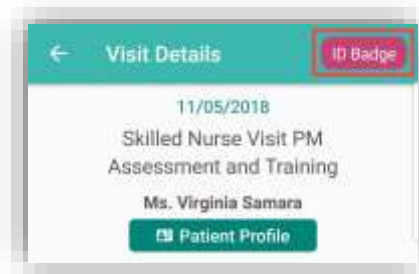 Visit Details
ID Badge
11/05/2018
Skilled Nurse Visit PM
Assessment and Training
Ms. Virginia Samara
Patient Profile